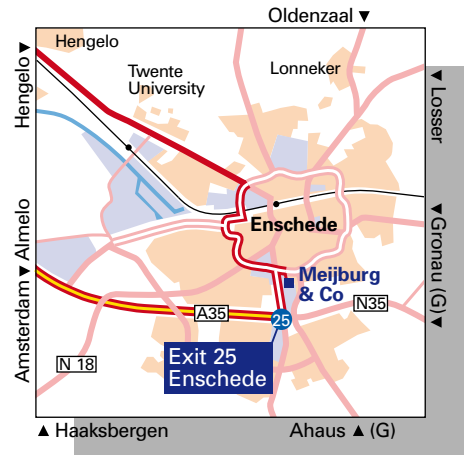 Oldenzaal ▼
Hengelo
Hengelo ▼
Twente
University
Lonneker
▼ Losser
Enschede
Amsterdam ▼ Almelo
▼ Gronau (G) ▼
Meijburg
& Co
A35
25
N35
N 18
Exit 25
Enschede
▲ Haaksbergen
Ahaus ▲ (G)